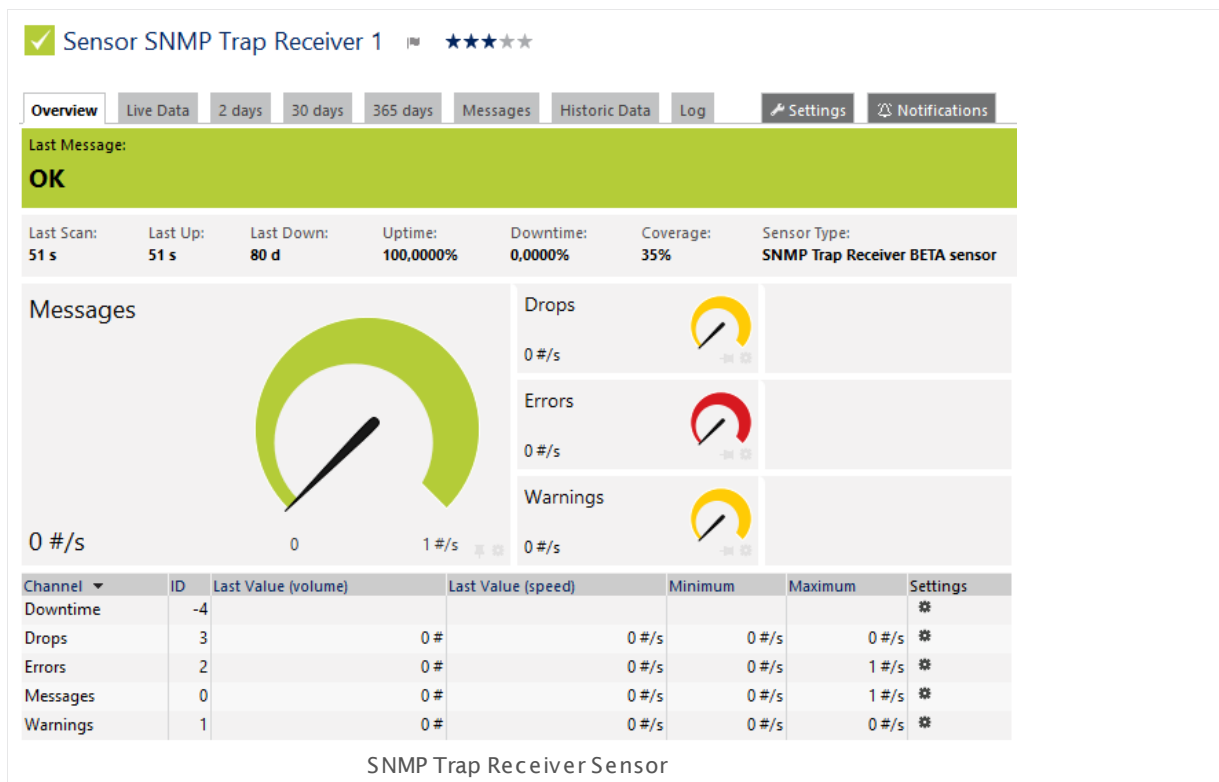 Sensor SNMP Trap Receiver 1
Overview Live Data 2 days 30 days 365 days Messages Historic Data Log Settings Notifications
Last Message:
OK
Last Scan: Last Up: Last Down: Uptime: Downtime: Coverage: Sensor Type:
51 s 51 s 80 d 100,0000% 0,0000% 35% SNMP Trap Receiver BETA sensor
Messages
0 #/s
0 1 #/s
Drops
0 #/s
Errors
0 #/s
Warnings
0 #/s
Channel ID Last Value (volume) Last Value (speed) Minimum Maximum Settings
Downtime -4
Drops 3 0 # 0 #/s 0 #/s 0 #/s
Errors 2 0 # 0 #/s 0 #/s 1 #/s
Messages 0 0 # 0 #/s 0 #/s 1 #/s
Warnings 1 0 # 0 #/s 0 #/s 0 #/s
SNMP Trap Receiver Sensor